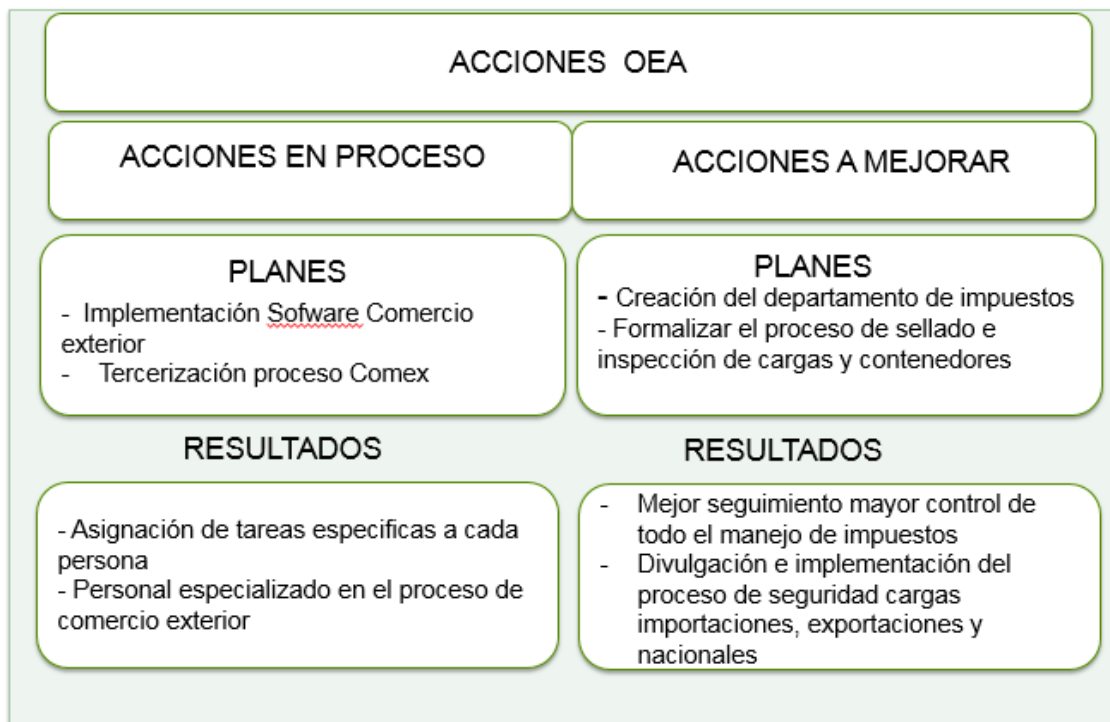 ACCIONES OEA
ACCIONES EN PROCESO
ACCIONES A MEJORAR
PLANES
- Implementación Sofware Comercio
exterior
- Tercerización proceso Comex
PLANES
- Creación del departamento de impuestos
- Formalizar el proceso de sellado e
inspección de cargas y contenedores
RESULTADOS
- Asignación de tareas especificas a cada
persona
- Personal especializado en el proceso de
comercio exterior
RESULTADOS
- Mejor seguimiento mayor control de
todo el manejo de impuestos
- Divulgación e implementación del
proceso de seguridad cargas
importaciones, exportaciones y
nacionales